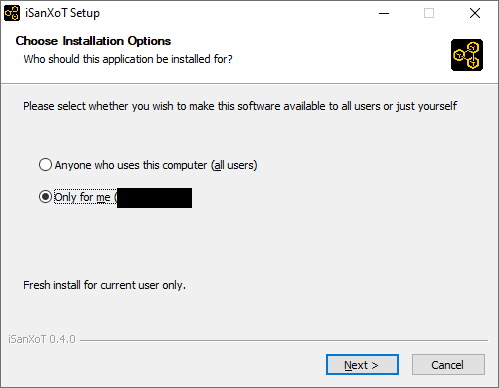 iSanXoT Setup
Choose Installation Options
Who should this application be installed for?
Please select whether you wish to make this software available to all users or just yourself
Anyone who uses this computer (all users)
Only for me (
Fresh install for current user only.
iSanXoT 0.4.0
Next > Cancel